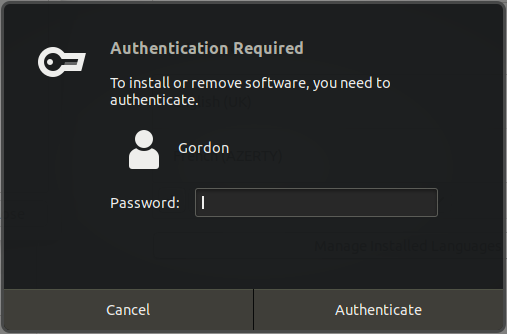 Authentication Required
To install or remove software, you need to
authenticate.
Gordon
Password:
Cancel
Authenticate